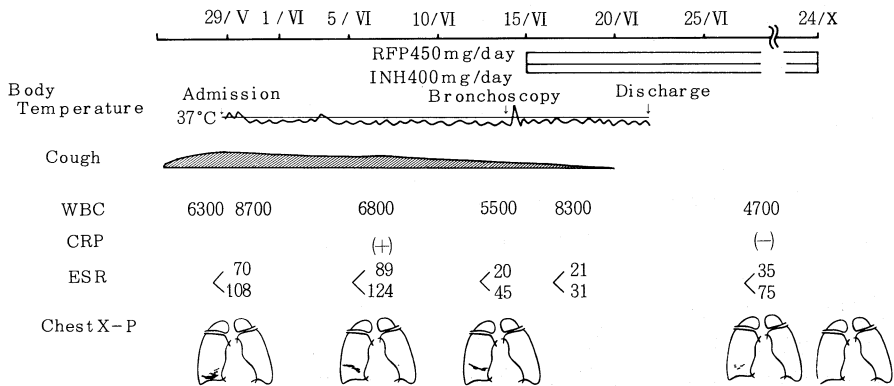 29/V 1/VI 5/VI 10/VI 15/VI 20/VI 25/VI 24/X
RFP450mg/day
INH400mg/day
Body Temperature
Admission Bronchoscopy Discharge
37°C
Cough
WBC 6300 8700 6800 5500 8300 4700
CRP (+) (−)
ESR < 70 108 < 89 124 < 20 45 < 21 31 < 35 75
Chest X-P